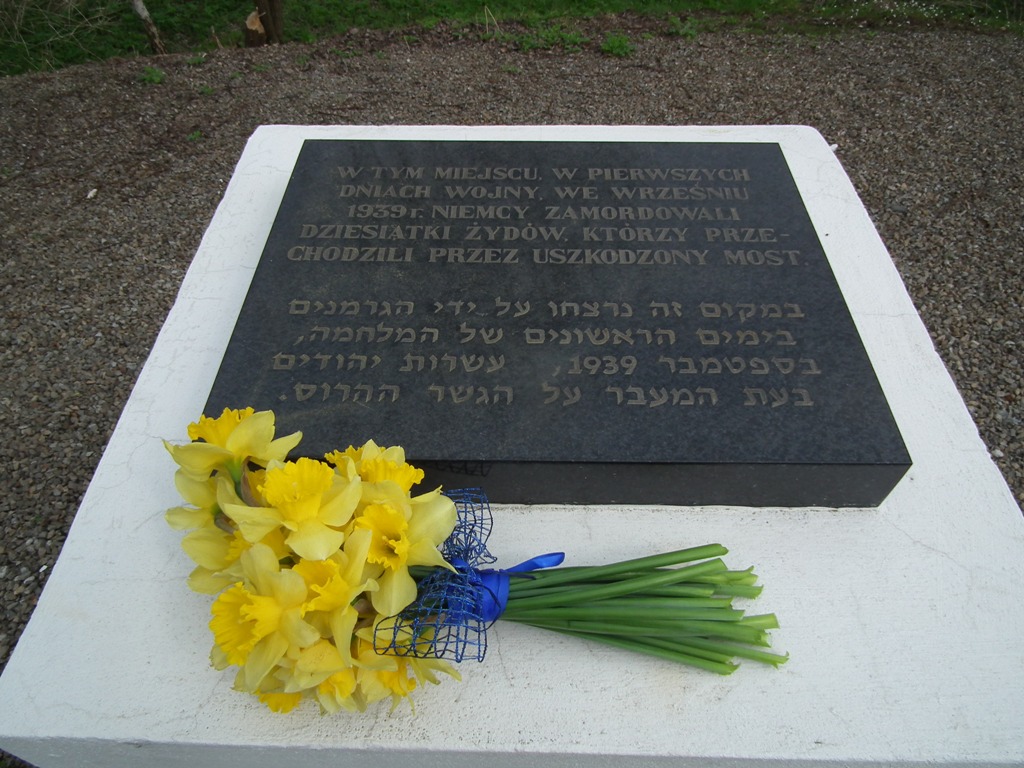 W TYM MIEJSCU, W PIERWSZYCH
DNIACH WOJNY, WE WRZEŚNIU
1939 r. NIEMCY ZAMORDOWALI
DZIESIĄTKI ŻYDÓW, KTÓRZY PRZE-
CHODZILI PRZEZ USZKODZONY MOST.
במקום זה נרצחו על ידי הגרמנים
בימים הראשונים של המלחמה,
בספטמבר 1939, עשרות יהודים
בעת המעבר על הגשר ההרוס.